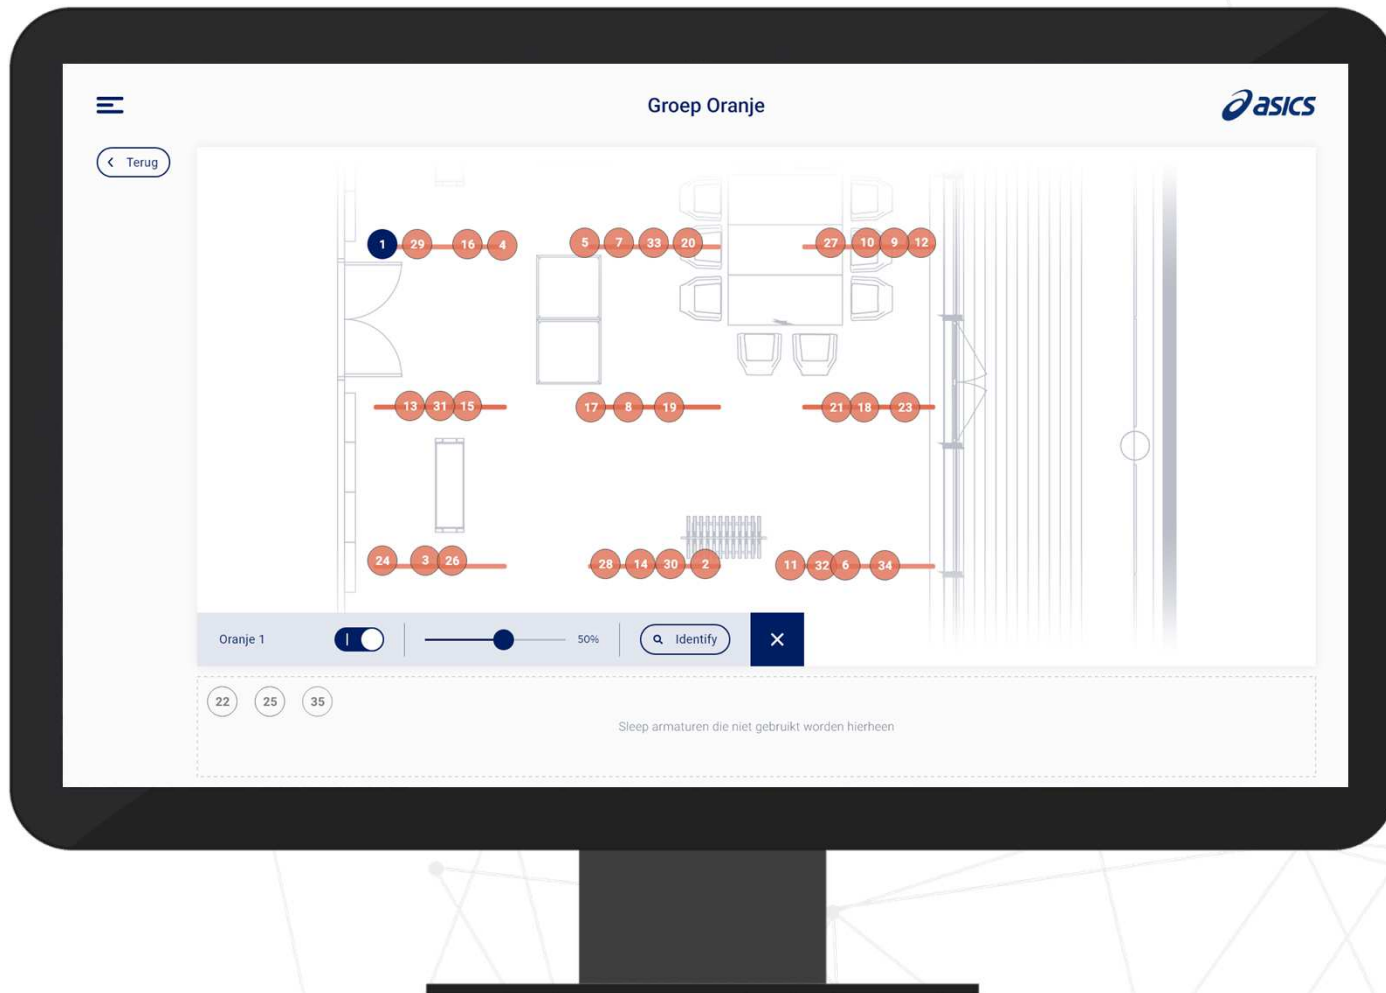 Groep Oranje
asics
Terug
1 29 16 4 5 7 33 20 27 10 9 12
13 31 15 17 8 19 21 18 23
24 3 26 28 14 30 2 11 32 6 34
Oranje 1 50% Identify
22 25 35
Sleep armaturen die niet gebruikt worden hierheen